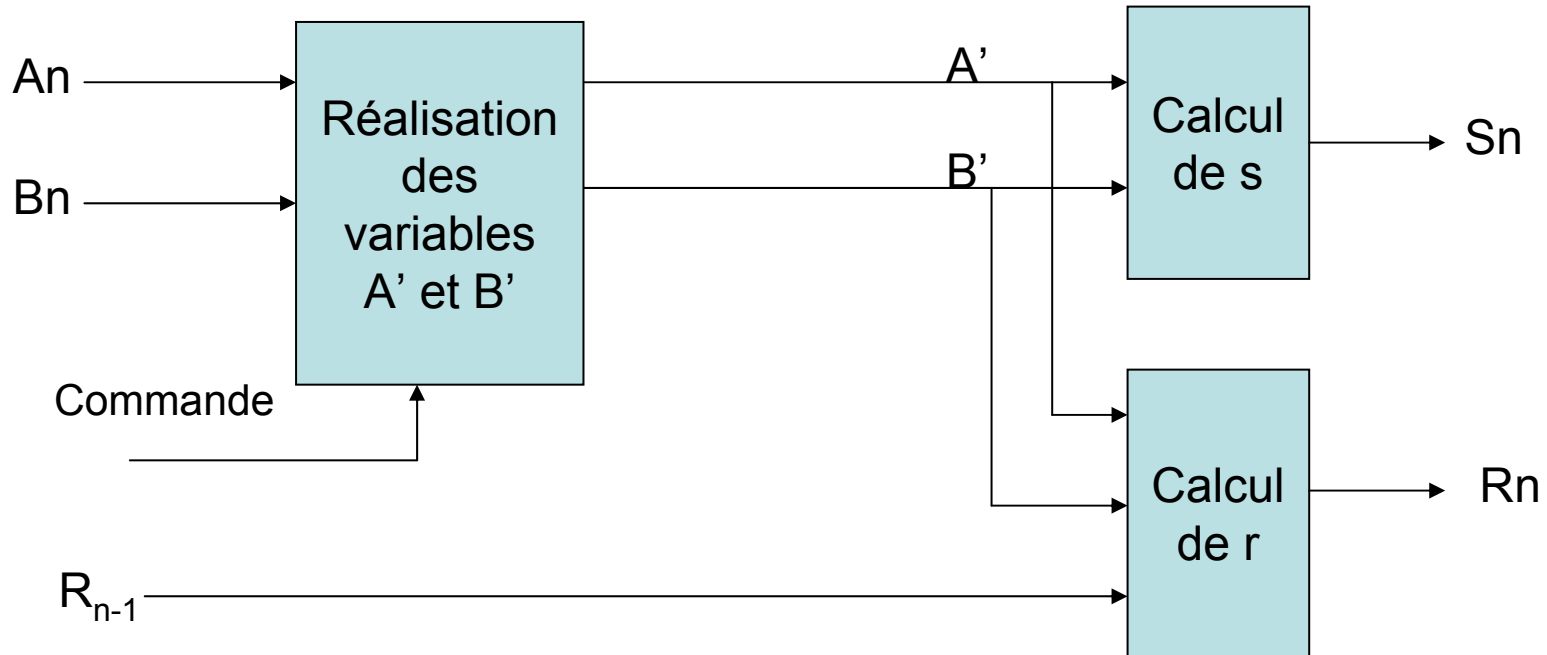 An
Bn
Réalisation
des
variables
A’ et B’
Commande
A’
B’
Calcul
de s
Sn
Calcul
de r
Rn
Rn-1